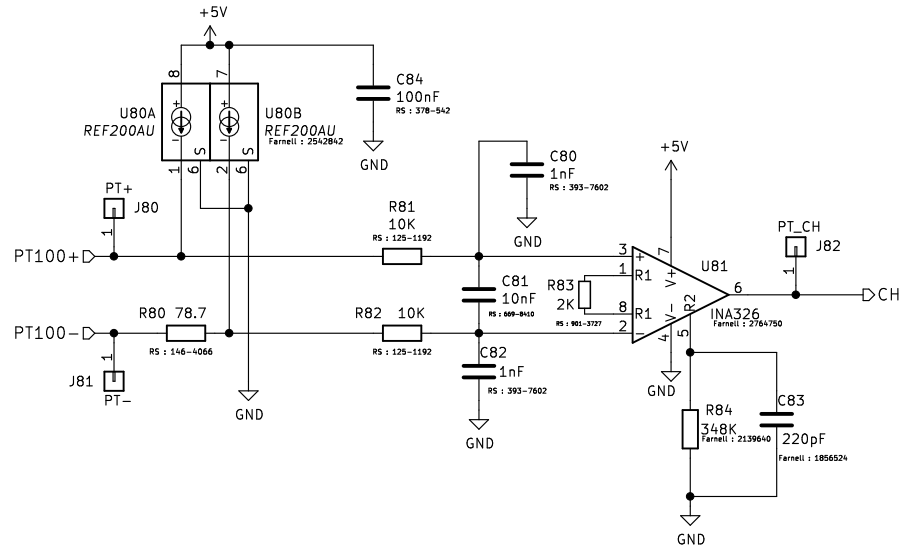 +5V
8
7
U80A
REF200AU
+
−
S
6
1
+
−
S
6
2
U80B
REF200AU
Farnell : 2542842
C84
100nF
RS : 378-542
GND
C80
1nF
RS : 393-7602
GND
+5V
PT+
J80
1
PT100+
R81
10K
RS : 125-1192
3
+
1
R1
R83
2K
RS : 901-3727
8
R1
2
−
7
V+
U81
6
INA326
Farnell : 2764750
V-
4
R2
5
GND
PT_CH
J82
1
CH
C81
10nF
RS : 669-8410
PT100-
R80
78.7
RS : 146-4066
R82
10K
RS : 125-1192
J81
1
PT-
GND
C82
1nF
RS : 393-7602
GND
R84
348K
Farnell : 2139640
C83
220pF
Farnell : 1856524
GND